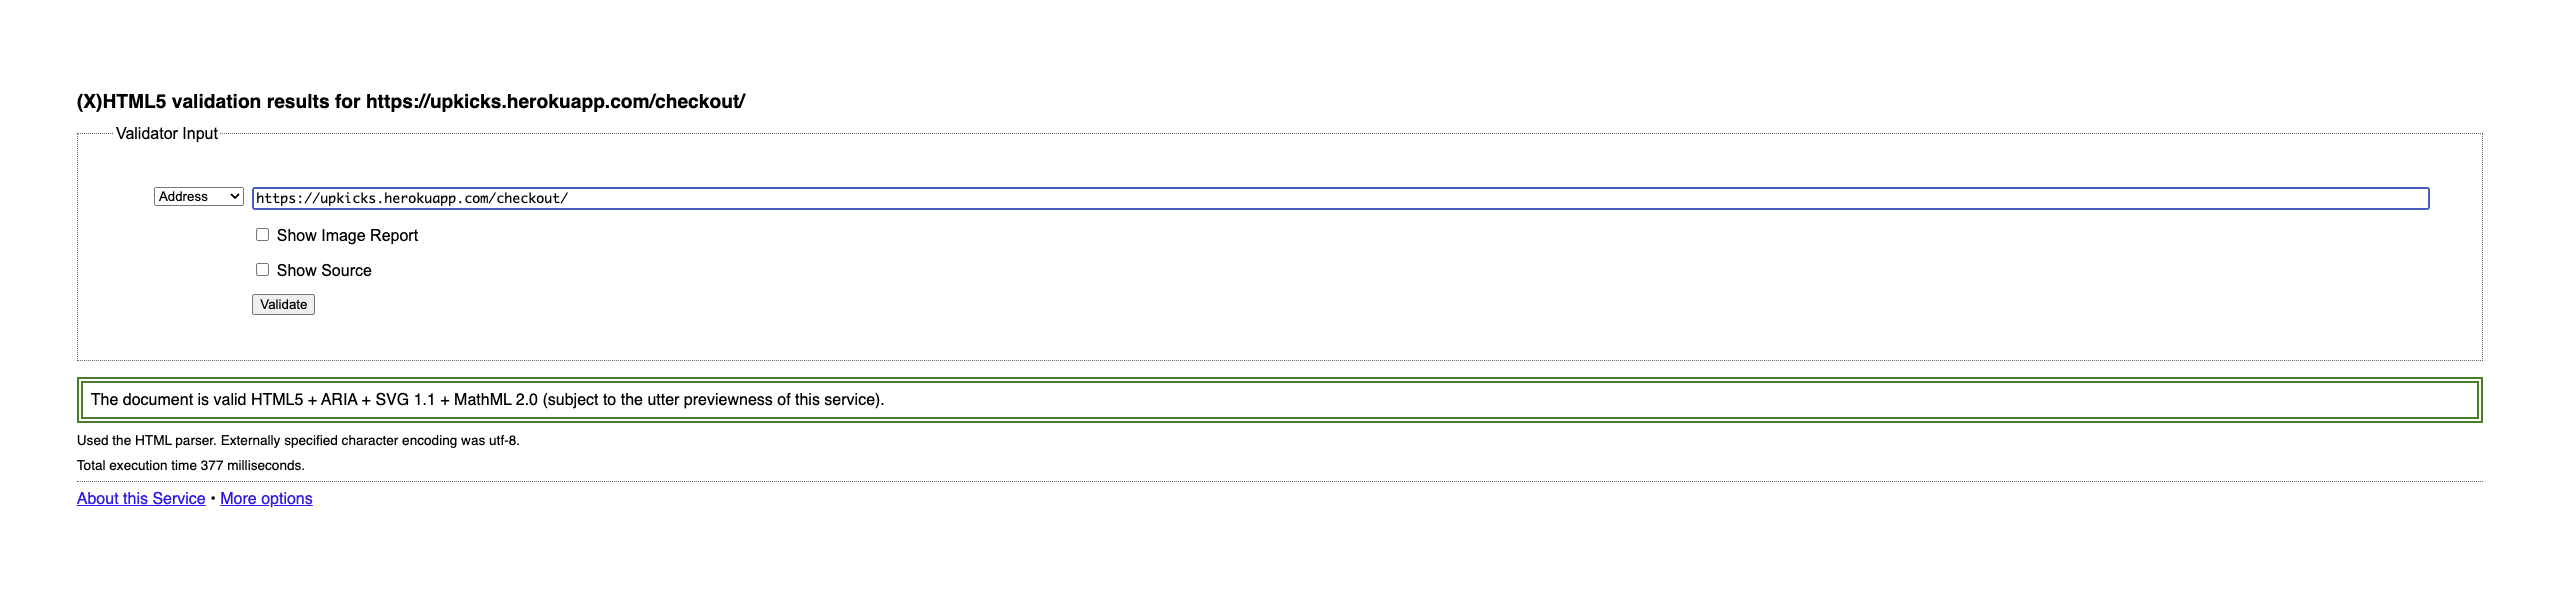 (X)HTML5 validation results for https://upkicks.herokuapp.com/checkout/
Validator Input
Address https://upkicks.herokuapp.com/checkout/
Show Image Report
Show Source
Validate
The document is valid HTML5 + ARIA + SVG 1.1 + MathML 2.0 (subject to the utter previewness of this service).
Used the HTML parser. Externally specified character encoding was utf-8.
Total execution time 377 milliseconds.
About this Service • More options